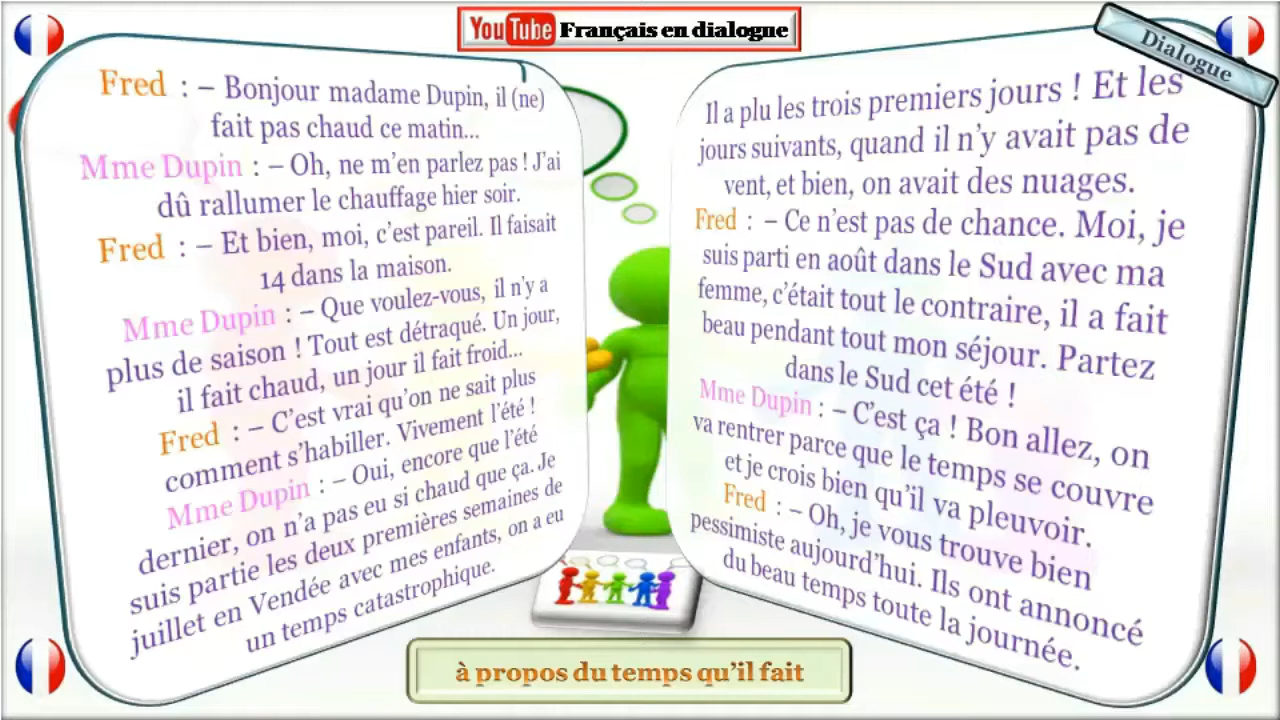 YouTube Français en dialogue
Dialogue
Fred : – Bonjour madame Dupin, il (ne)
fait pas chaud ce matin...
Mme Dupin : – Oh, ne m'en parlez pas ! J'ai
dû rallumer le chauffage hier soir.
Fred : – Et bien, moi, c'est pareil. Il faisait
14 dans la maison.
Mme Dupin : – Que voulez-vous, il n'y a
plus de saison ! Tout est détraqué. Un jour,
il fait chaud, un jour il fait froid...
Fred : – C'est vrai qu'on ne sait plus
comment s'habiller. Vivement l'été !
Mme Dupin : – Oui, encore que l'été
dernier, on n'a pas eu si chaud que ça. Je
suis partie les deux premières semaines de
juillet en Vendée avec mes enfants, on a eu
un temps catastrophique.
Il a plu les trois premiers jours ! Et les
jours suivants, quand il n'y avait pas de
vent, et bien, on avait des nuages.
Fred : – Ce n'est pas de chance. Moi, je
suis parti en août dans le Sud avec ma
femme, c'était tout le contraire, il a fait
beau pendant tout mon séjour. Partez
dans le Sud cet été !
Mme Dupin : – C'est ça ! Bon allez, on
va rentrer parce que le temps se couvre
et je crois bien qu'il va pleuvoir.
Fred : – Oh, je vous trouve bien
pessimiste aujourd'hui. Ils ont annoncé
du beau temps toute la journée.
à propos du temps qu'il fait